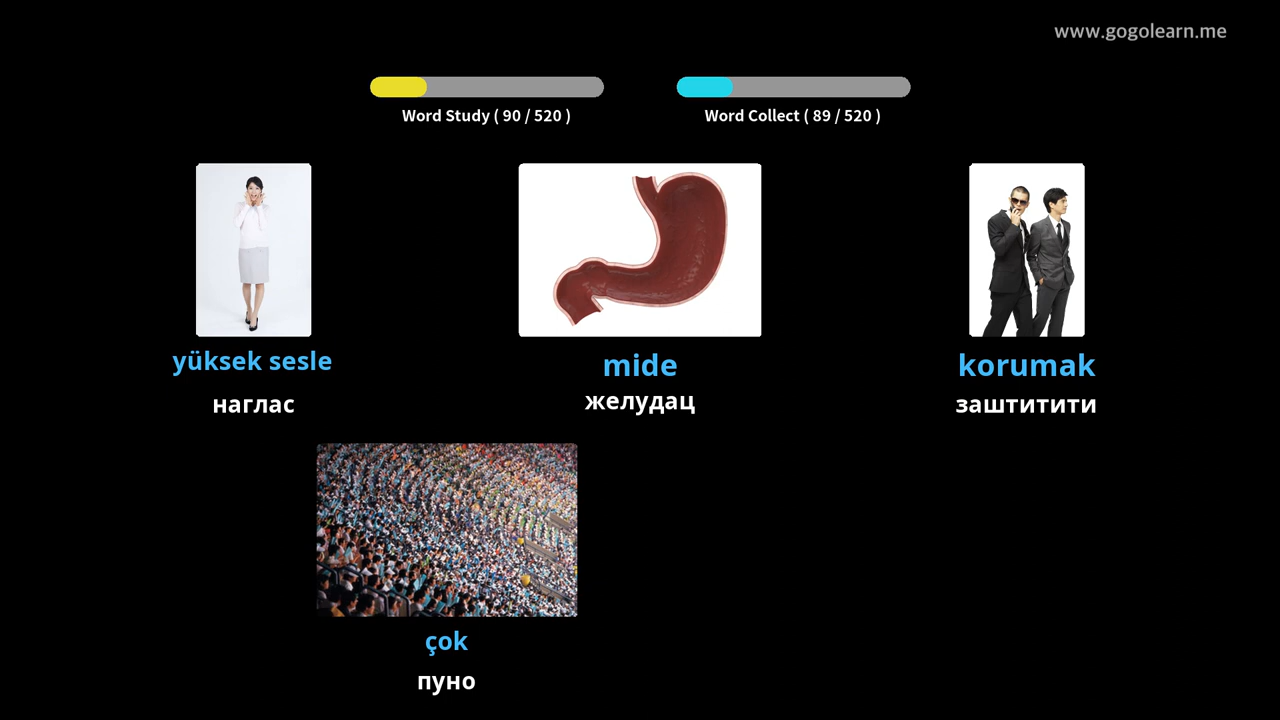 www.gogolearn.me
Word Study ( 90 / 520 )
Word Collect ( 89 / 520 )
yüksek sesle
наглас
mide
желудац
korumak
заштитити
çok
пуно